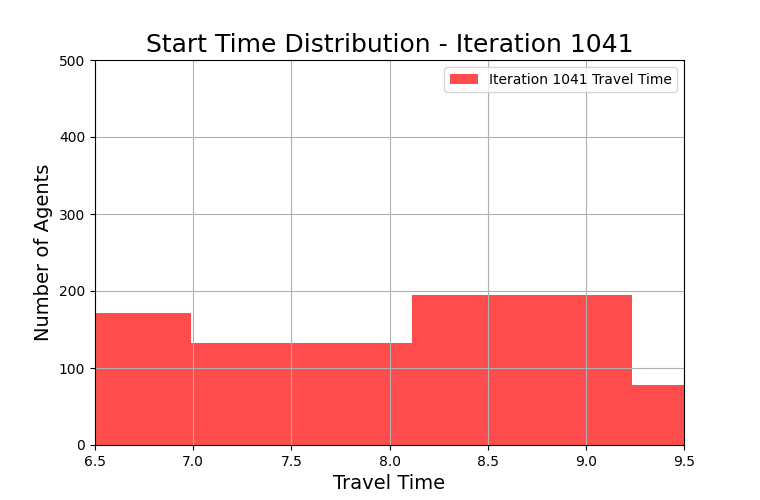 Start Time Distribution - Iteration 1041
Iteration 1041 Travel Time
Number of Agents
500
400
300
200
100
0
6.5 7.0 7.5 8.0 8.5 9.0 9.5
Travel Time